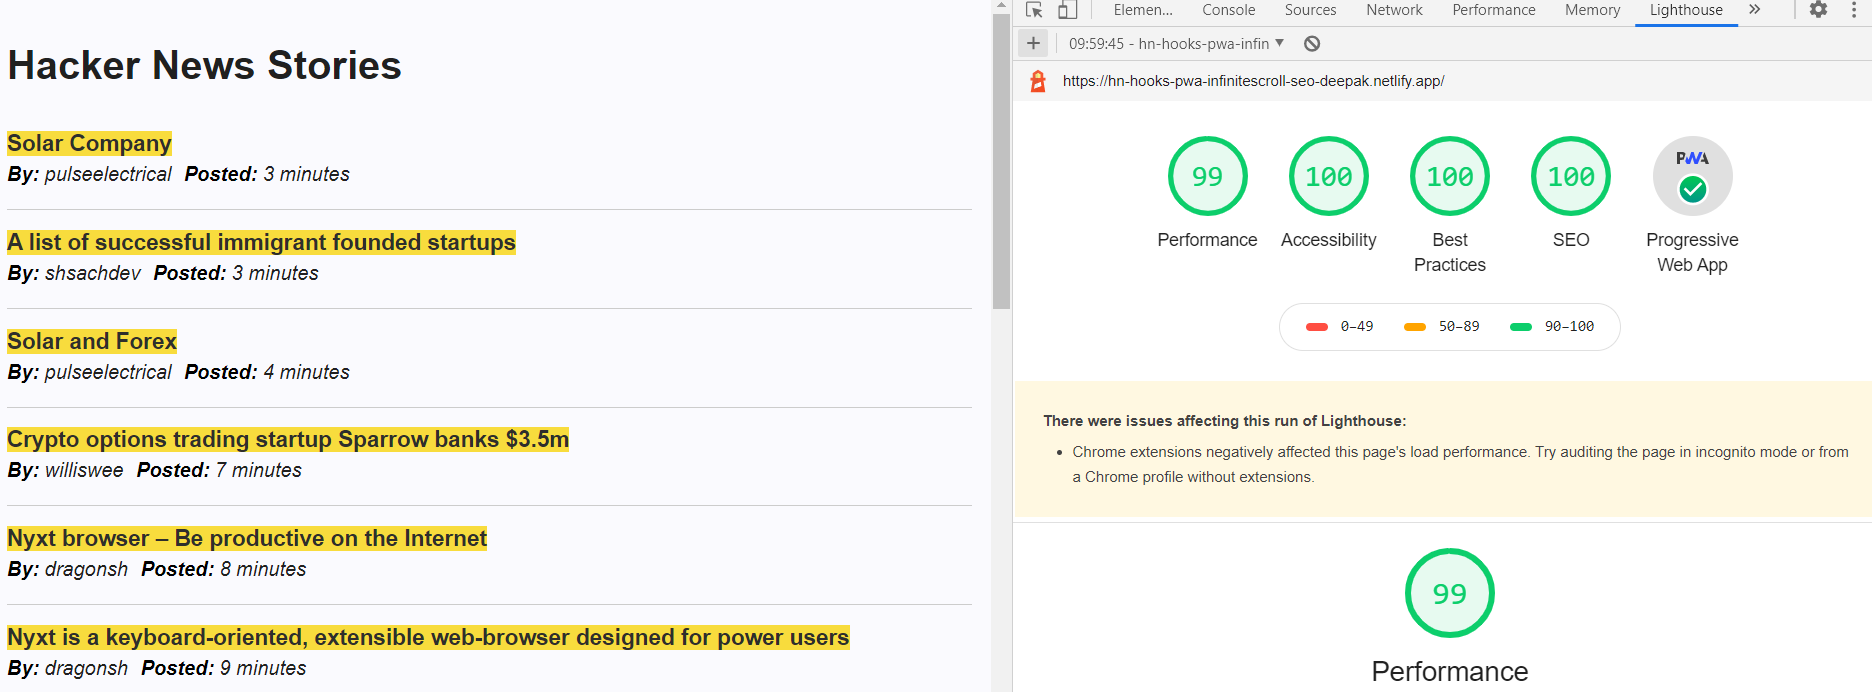 Hacker News Stories
Solar Company
By: pulseelectrical Posted: 3 minutes
A list of successful immigrant founded startups
By: shsachdev Posted: 3 minutes
Solar and Forex
By: pulseelectrical Posted: 4 minutes
Crypto options trading startup Sparrow banks $3.5m
By: williswee Posted: 7 minutes
Nyxt browser – Be productive on the Internet
By: dragonsh Posted: 8 minutes
Nyxt is a keyboard-oriented, extensible web-browser designed for power users
By: dragonsh Posted: 9 minutes
Elemen... Console Sources Network Performance Memory Lighthouse
09:59:45 - hn-hooks-pwa-infin
https://hn-hooks-pwa-infinitescroll-seo-deepak.netlify.app/
99 100 100 100 PWA
Performance Accessibility Best Practices SEO Progressive Web App
0–49 50–89 90–100
There were issues affecting this run of Lighthouse:
Chrome extensions negatively affected this page's load performance. Try auditing the page in incognito mode or from
a Chrome profile without extensions.
99
Performance